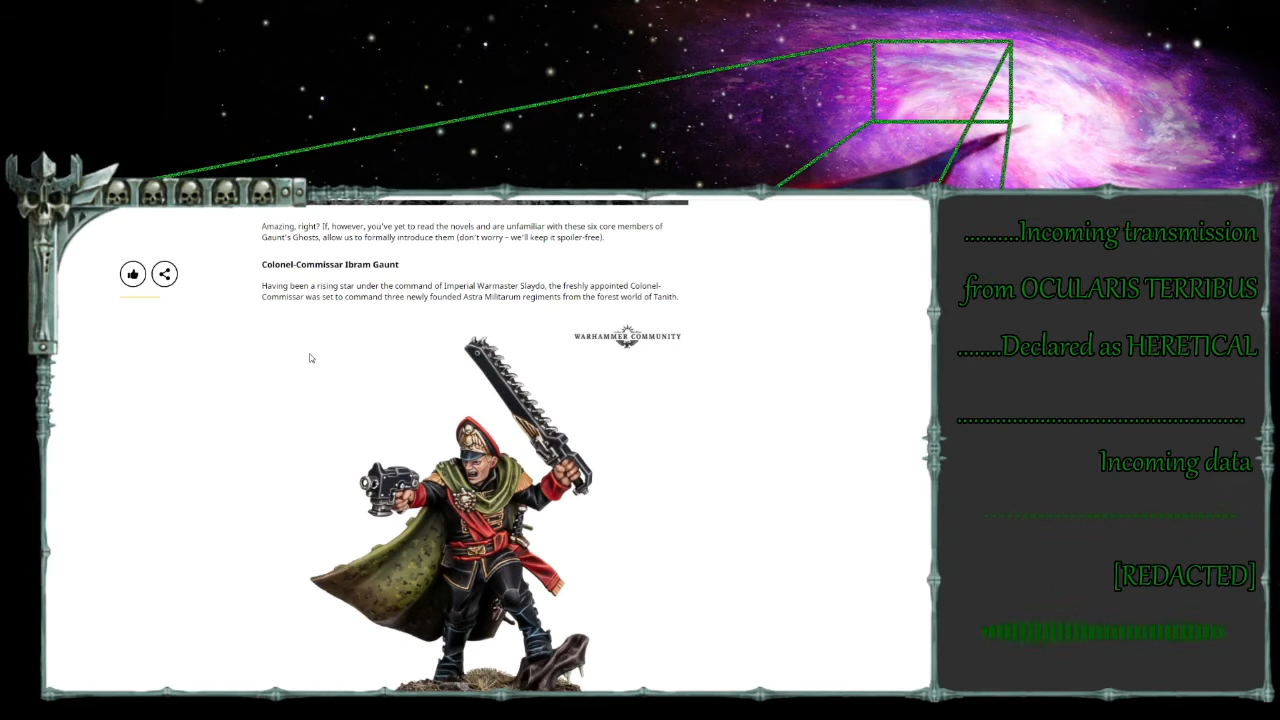 Amazing, right? If, however, you've yet to read the novels and are unfamiliar with these six core members of
Gaunt's Ghosts, allow us to formally introduce them (don't worry – we'll keep it spoiler-free).
Colonel-Commissar Ibram Gaunt
Having been a rising star under the command of Imperial Warmaster Slaydo, the freshly appointed Colonel-
Commissar was set to command three newly founded Astra Militarum regiments from the forest world of Tanith.
WARHAMMER COMMUNITY
..........Incoming transmission
from OCULARIS TERRIBUS
........Declared as HERETICAL
................................................
Incoming data
[REDACTED]